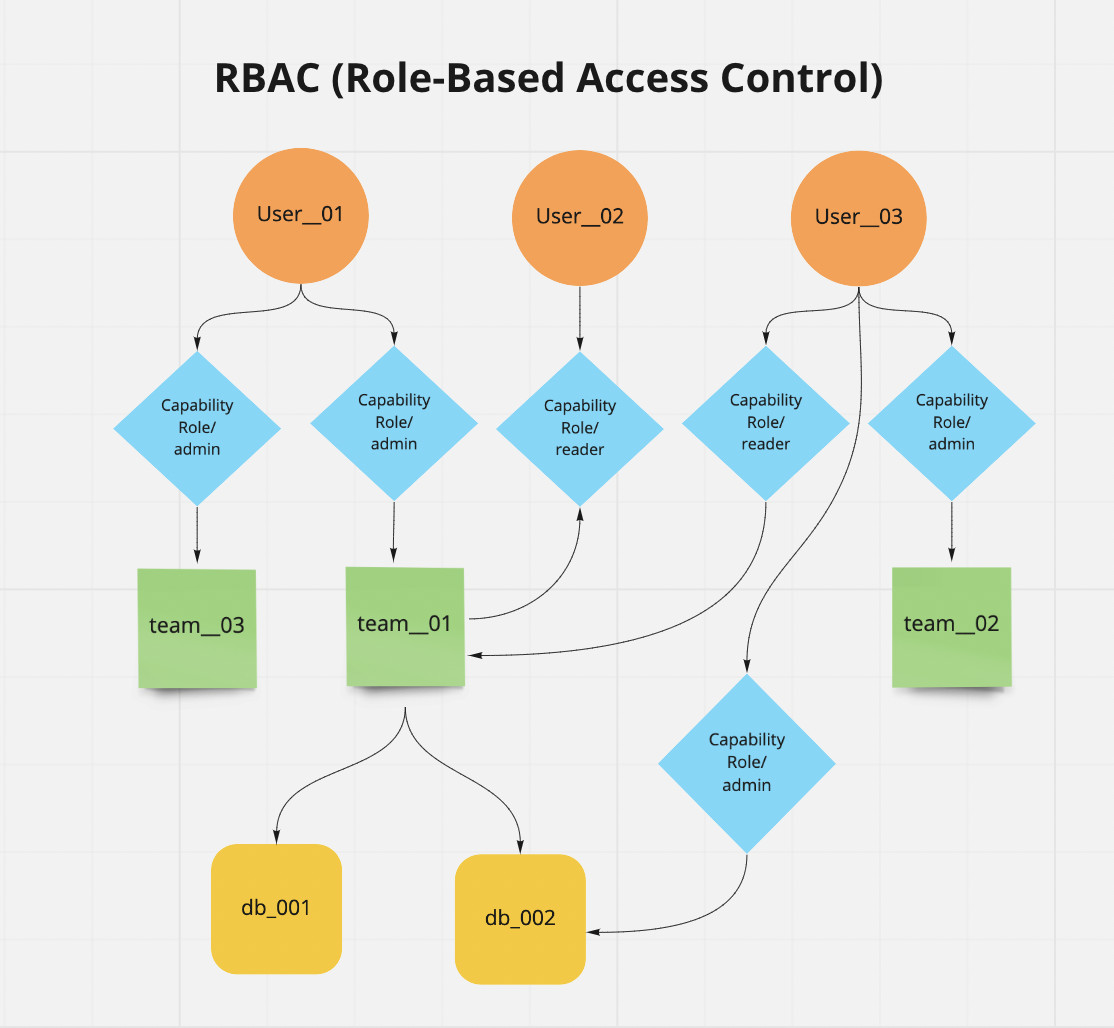 RBAC (Role-Based Access Control)
User__01
User__02
User__03
Capability
Role/
admin
Capability
Role/
admin
Capability
Role/
reader
Capability
Role/
reader
Capability
Role/
admin
team__03
team__01
team__02
Capability
Role/
admin
db_001
db_002